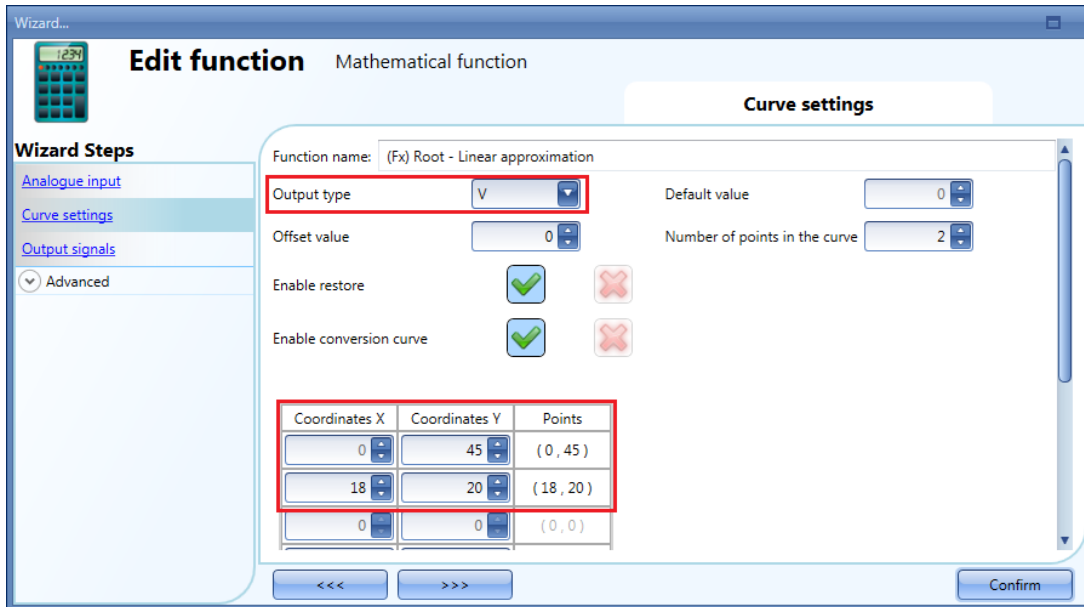 Wizard...
1234
Edit function Mathematical function
Curve settings
Wizard Steps
Analogue input
Curve settings
Output signals
Advanced
Function name: (Fx) Root - Linear approximation
Output type V Default value 0
Offset value 0 Number of points in the curve 2
Enable restore
Enable conversion curve
Coordinates X Coordinates Y Points
0 45 ( 0 , 45 )
18 20 ( 18 , 20 )
0 0 ( 0 , 0 )
<<< >>> Confirm